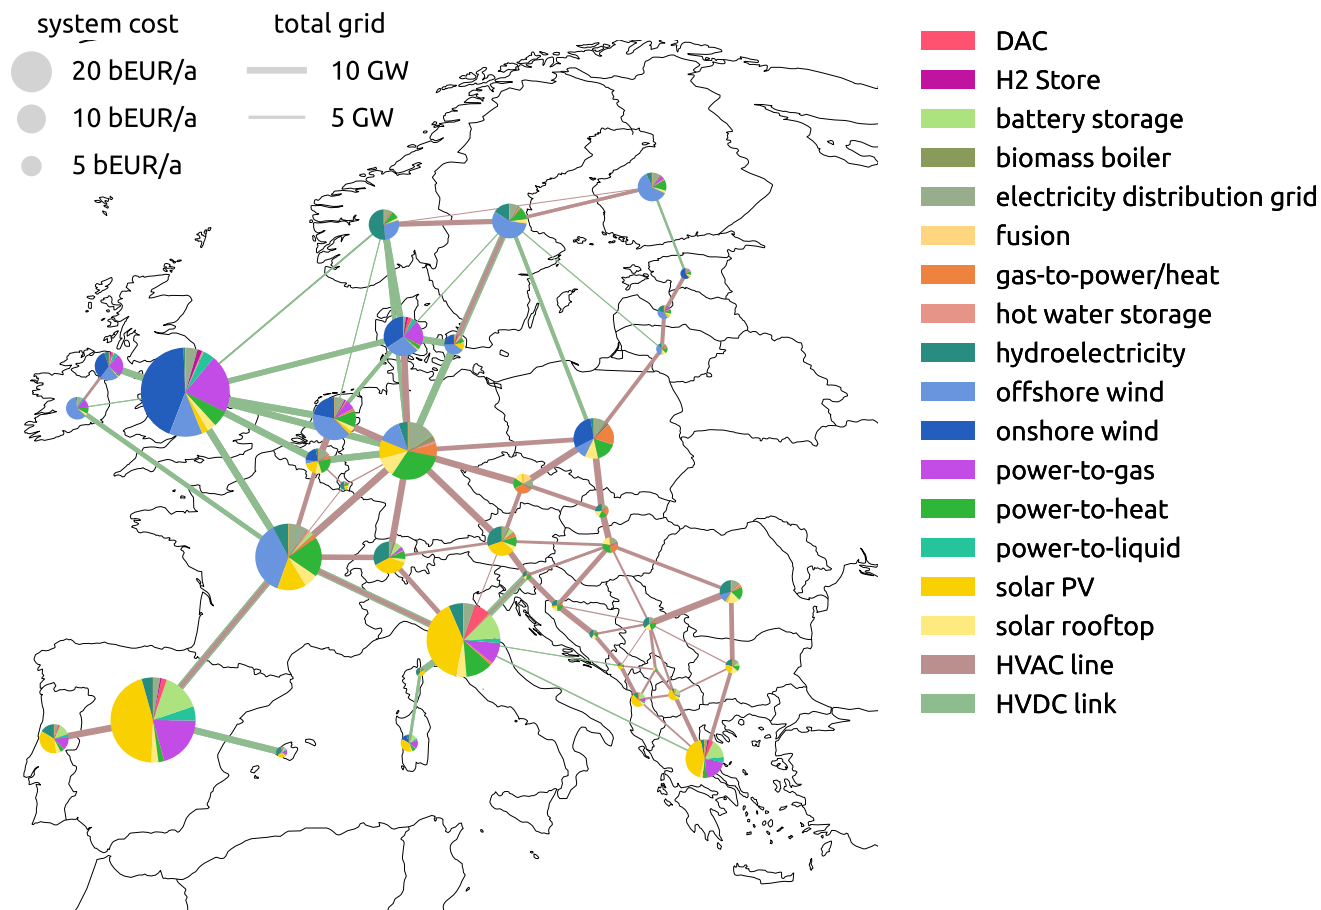 system cost
total grid
20 bEUR/a
10 GW
10 bEUR/a
5 GW
5 bEUR/a
DAC
H2 Store
battery storage
biomass boiler
electricity distribution grid
fusion
gas-to-power/heat
hot water storage
hydroelectricity
offshore wind
onshore wind
power-to-gas
power-to-heat
power-to-liquid
solar PV
solar rooftop
HVAC line
HVDC link